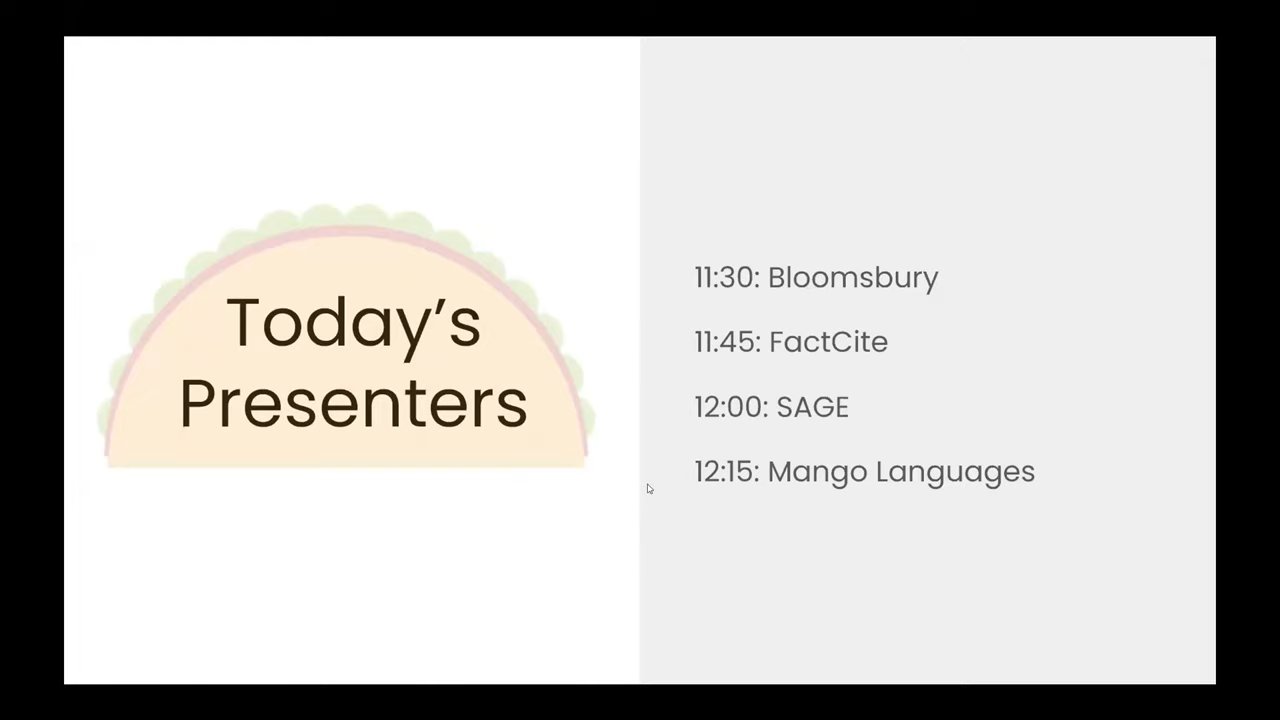 Today’s
Presenters
11:30: Bloomsbury
11:45: FactCite
12:00: SAGE
12:15: Mango Languages